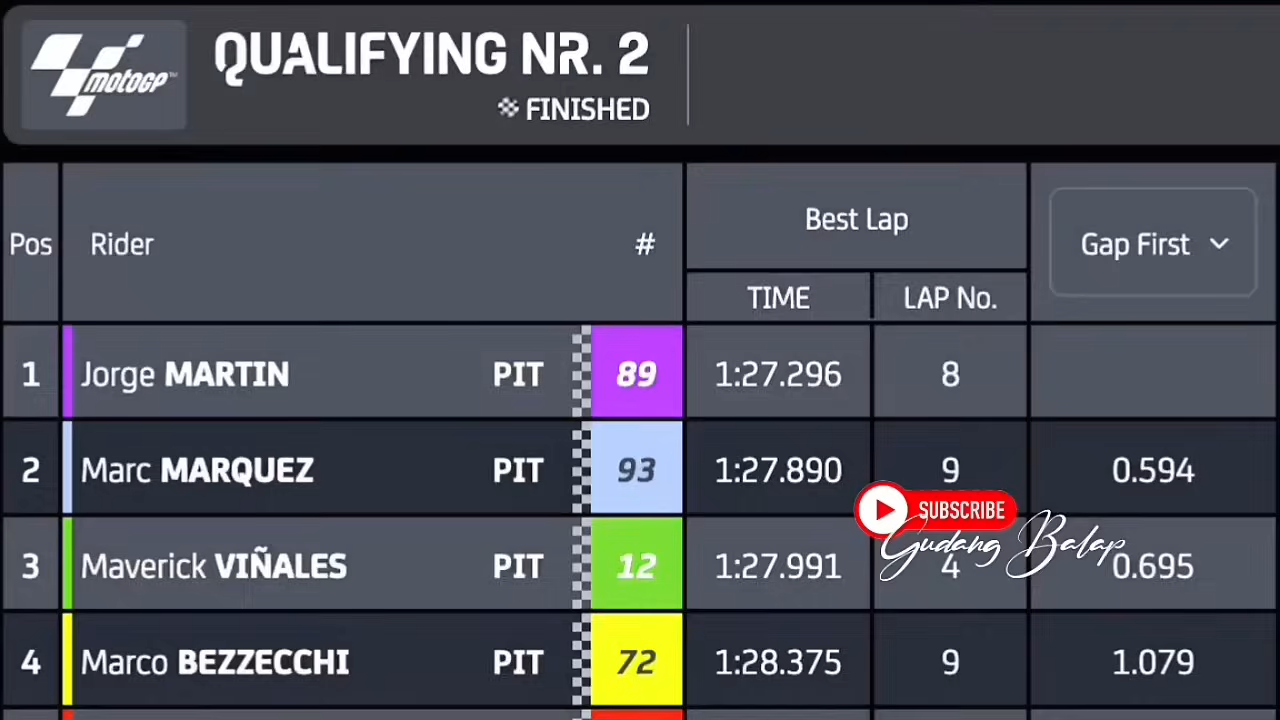 motoGP™
QUALIFYING NR. 2
FINISHED
Pos Rider # Best Lap Gap First
TIME LAP No.
1 Jorge MARTIN PIT 89 1:27.296 8
2 Marc MARQUEZ PIT 93 1:27.890 9 0.594
SUBSCRIBE
Gudang Balap
3 Maverick VIÑALES PIT 12 1:27.991 4 0.695
4 Marco BEZZECCHI PIT 72 1:28.375 9 1.079